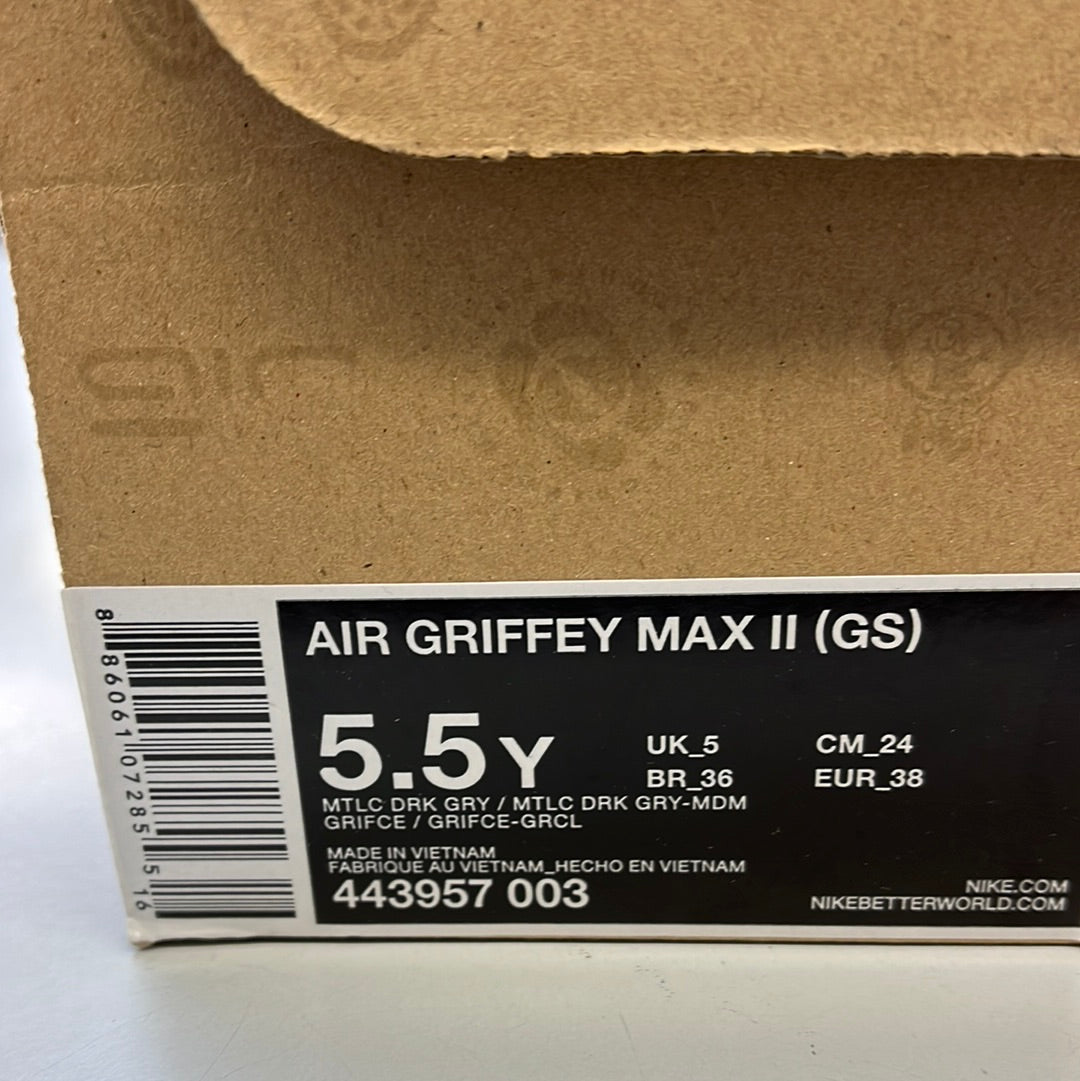 AIR GRIFFEY MAX II (GS)
5.5Y
UK_5 CM_24
BR_36 EUR_38
MTLC DRK GRY / MTLC DRK GRY-MDM
GRIFCE / GRIFCE-GRCL
MADE IN VIETNAM
FABRIQUE AU VIETNAM_HECHO EN VIETNAM
443957 003
NIKE.COM
NIKEBETTERWORLD.COM
8 86061 07285 5 16